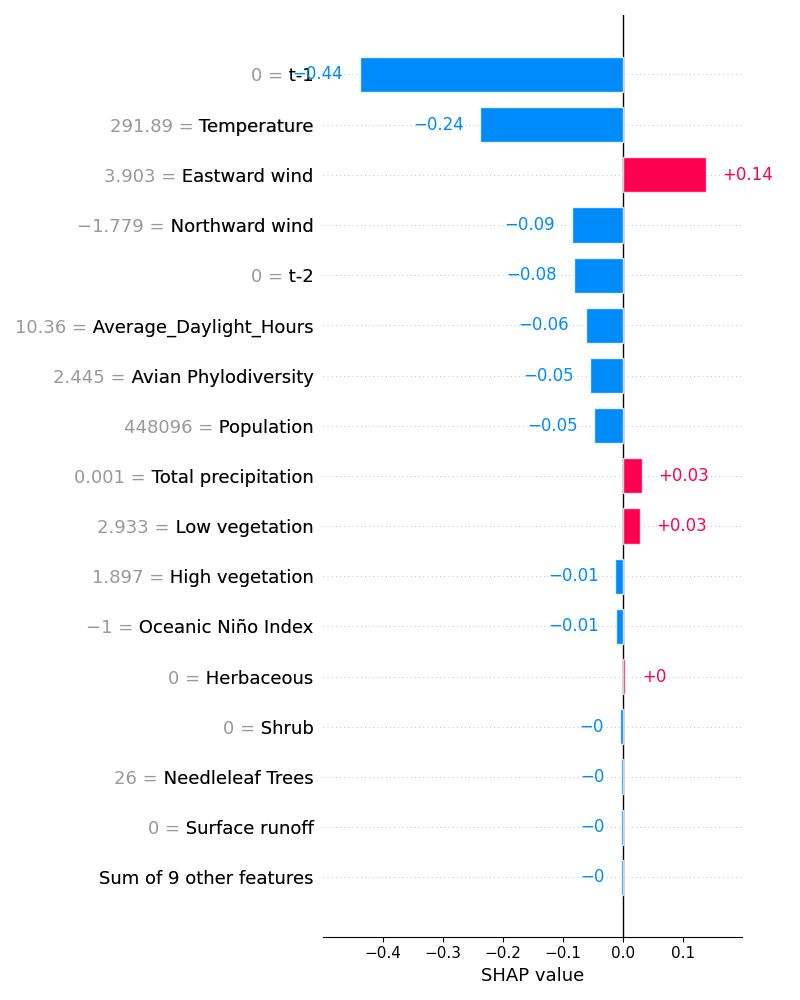 0 = t-1 −0.44
291.89 = Temperature −0.24
3.903 = Eastward wind +0.14
−1.779 = Northward wind −0.09
0 = t-2 −0.08
10.36 = Average_Daylight_Hours −0.06
2.445 = Avian Phylodiversity −0.05
448096 = Population −0.05
0.001 = Total precipitation +0.03
2.933 = Low vegetation +0.03
1.897 = High vegetation −0.01
−1 = Oceanic Niño Index −0.01
0 = Herbaceous +0
0 = Shrub −0
26 = Needleleaf Trees −0
0 = Surface runoff −0
Sum of 9 other features −0
−0.4 −0.3 −0.2 −0.1 0.0 0.1
SHAP value